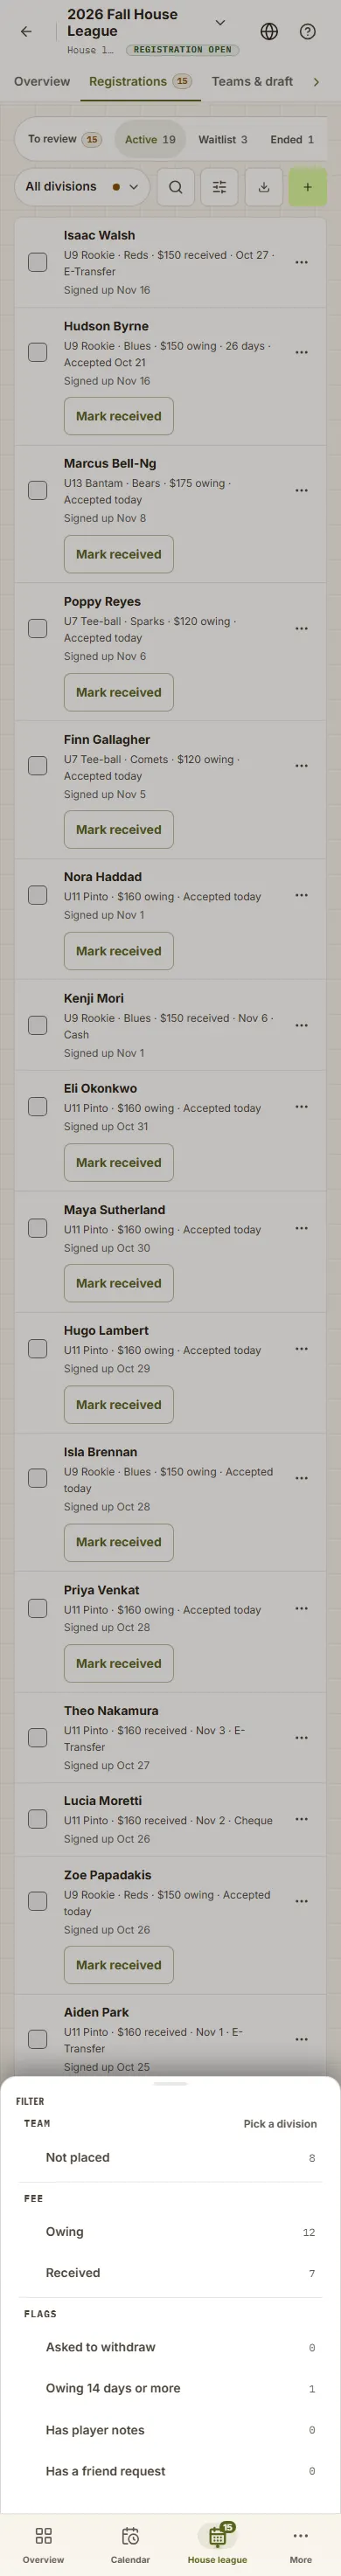 2026 Fall House
League
House l… REGISTRATION OPEN
Overview Registrations 15 Teams & draft
To review 15 Active 19 Waitlist 3 Ended 1
All divisions
Isaac Walsh
U9 Rookie · Reds · $150 received · Oct 27 ·
E-Transfer
Signed up Nov 16
Hudson Byrne
U9 Rookie · Blues · $150 owing · 26 days ·
Accepted Oct 21
Signed up Nov 16
Mark received
Marcus Bell-Ng
U13 Bantam · Bears · $175 owing ·
Accepted today
Signed up Nov 8
Mark received
Poppy Reyes
U7 Tee-ball · Sparks · $120 owing ·
Accepted today
Signed up Nov 6
Mark received
Finn Gallagher
U7 Tee-ball · Comets · $120 owing ·
Accepted today
Signed up Nov 5
Mark received
Nora Haddad
U11 Pinto · $160 owing · Accepted today
Signed up Nov 1
Mark received
Kenji Mori
U9 Rookie · Blues · $150 received · Nov 6 ·
Cash
Signed up Nov 1
Eli Okonkwo
U11 Pinto · $160 owing · Accepted today
Signed up Oct 31
Mark received
Maya Sutherland
U11 Pinto · $160 owing · Accepted today
Signed up Oct 30
Mark received
Hugo Lambert
U11 Pinto · $160 owing · Accepted today
Signed up Oct 29
Mark received
Isla Brennan
U9 Rookie · Blues · $150 owing · Accepted
today
Signed up Oct 28
Mark received
Priya Venkat
U11 Pinto · $160 owing · Accepted today
Signed up Oct 28
Mark received
Theo Nakamura
U11 Pinto · $160 received · Nov 3 · E-
Transfer
Signed up Oct 27
Lucia Moretti
U11 Pinto · $160 received · Nov 2 · Cheque
Signed up Oct 26
Zoe Papadakis
U9 Rookie · Reds · $150 owing · Accepted
today
Signed up Oct 26
Mark received
Aiden Park
U11 Pinto · $160 received · Nov 1 · E-
Transfer
Signed up Oct 25
FILTER
TEAM Pick a division
Not placed 8
FEE
Owing 12
Received 7
FLAGS
Asked to withdraw 0
Owing 14 days or more 1
Has player notes 0
Has a friend request 0
15
Overview Calendar House league More